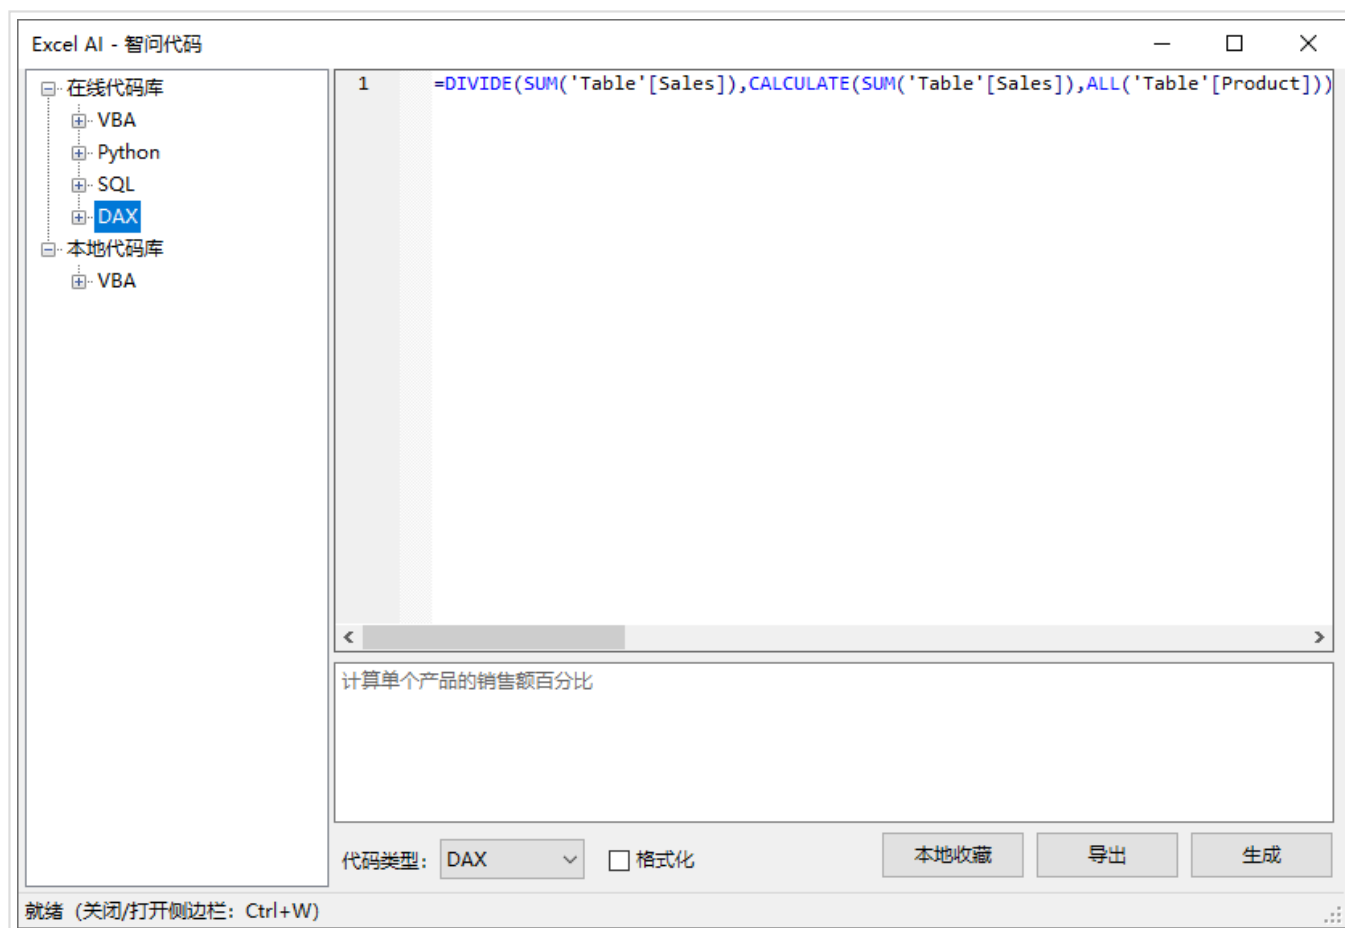 Excel AI - 智问代码
在线代码库
VBA
Python
SQL
DAX
本地代码库
VBA
1 =DIVIDE(SUM('Table'[Sales]),CALCULATE(SUM('Table'[Sales]),ALL('Table'[Product]))
计算单个产品的销售额百分比
代码类型: DAX 格式化 本地收藏 导出 生成
就绪 (关闭/打开侧边栏: Ctrl+W)